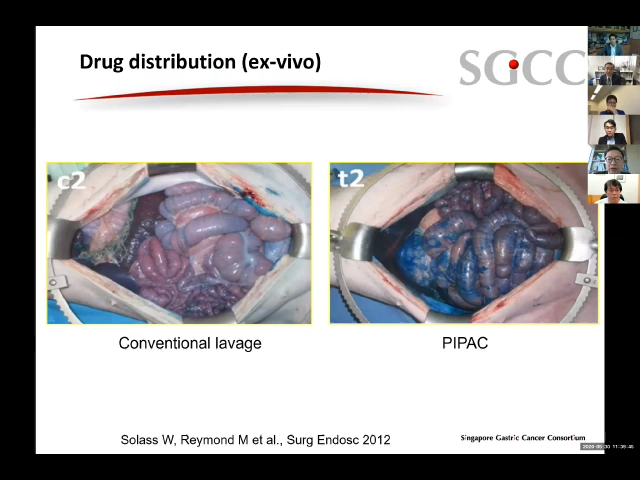 Drug distribution (ex-vivo)
SGCC
c2
t2
Conventional lavage
PIPAC
Solass W, Reymond M et al., Surg Endosc 2012
Singapore Gastric Cancer Consortium